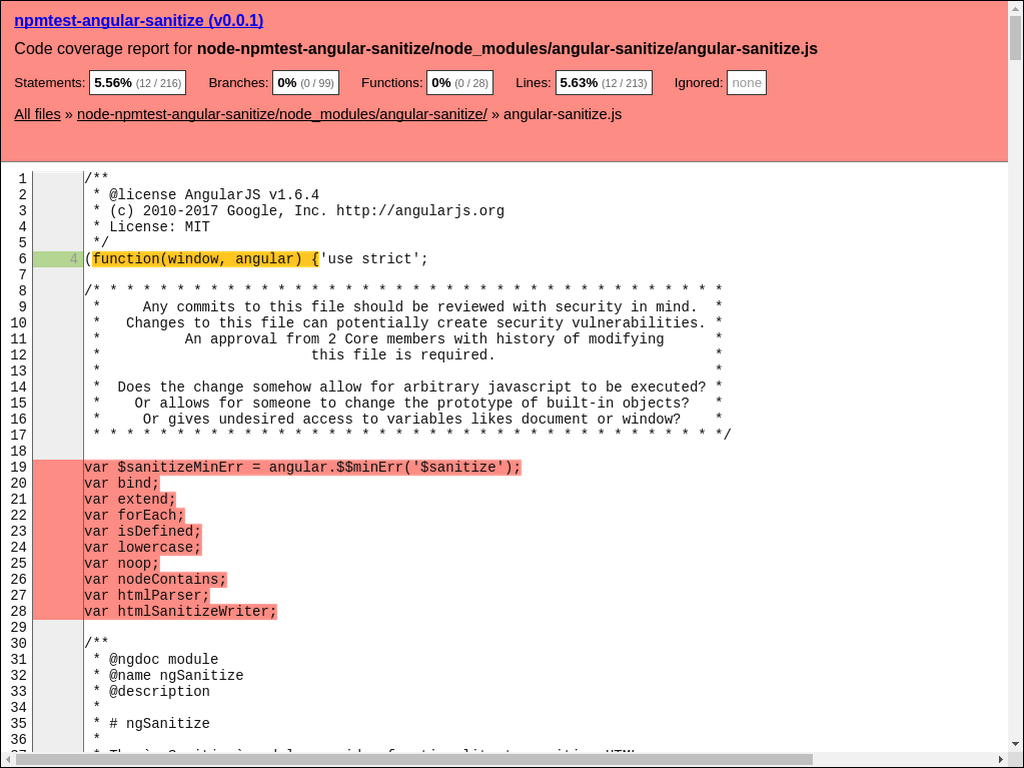 npmtest-angular-sanitize (v0.0.1)
Code coverage report for node-npmtest-angular-sanitize/node_modules/angular-sanitize/angular-sanitize.js
Statements: 5.56% (12 / 216) Branches: 0% (0 / 99) Functions: 0% (0 / 28) Lines: 5.63% (12 / 213) Ignored: none
All files » node-npmtest-angular-sanitize/node_modules/angular-sanitize/ » angular-sanitize.js
1 /**
2 * @license AngularJS v1.6.4
3 * (c) 2010-2017 Google, Inc. http://angularjs.org
4 * License: MIT
5 */
6 4 (function(window, angular) {'use strict';
7
8 /* * * * * * * * * * * * * * * * * * * * * * * * * * * * * * * * * * * * * *
9 * Any commits to this file should be reviewed with security in mind. *
10 * Changes to this file can potentially create security vulnerabilities. *
11 * An approval from 2 Core members with history of modifying *
12 * this file is required. *
13 * *
14 * Does the change somehow allow for arbitrary javascript to be executed? *
15 * Or allows for someone to change the prototype of built-in objects? *
16 * Or gives undesired access to variables likes document or window? *
17 * * * * * * * * * * * * * * * * * * * * * * * * * * * * * * * * * * * * * */
18
19 var $sanitizeMinErr = angular.$$minErr('$sanitize');
20 var bind;
21 var extend;
22 var forEach;
23 var isDefined;
24 var lowercase;
25 var noop;
26 var nodeContains;
27 var htmlParser;
28 var htmlSanitizeWriter;
29
30 /**
31 * @ngdoc module
32 * @name ngSanitize
33 * @description
34 *
35 * # ngSanitize
36 *